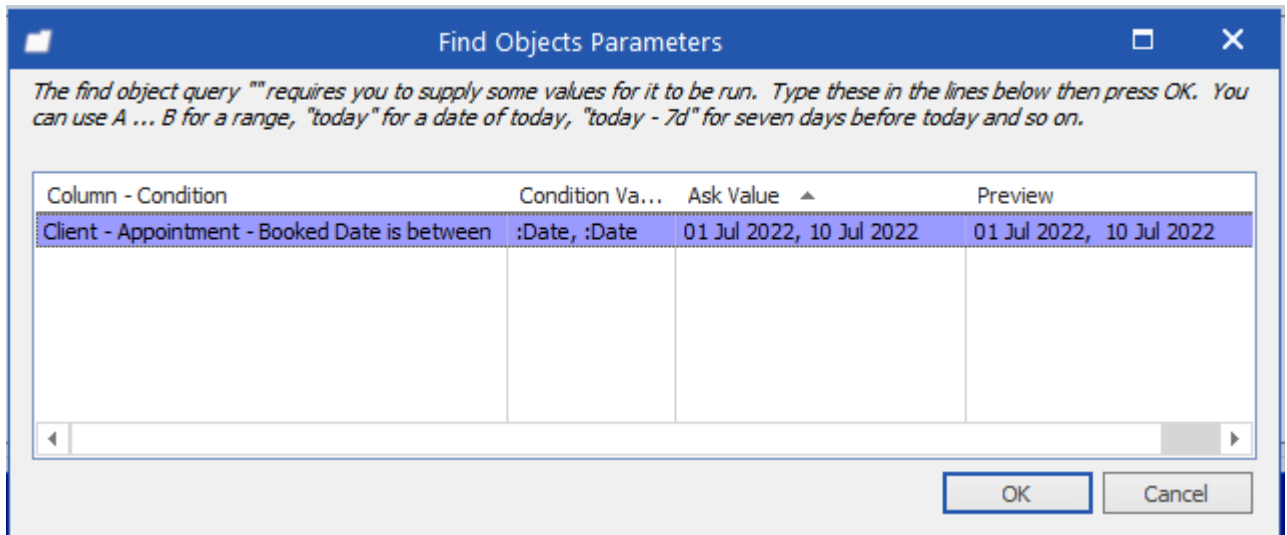 Find Objects Parameters
The find object query "" requires you to supply some values for it to be run.  Type these in the lines below then press OK.  You
can use A ... B for a range, "today" for a date of today, "today - 7d" for seven days before today and so on.
Column - Condition Condition Va... Ask Value Preview
Client - Appointment - Booked Date is between :Date, :Date 01 Jul 2022, 10 Jul 2022 01 Jul 2022, 10 Jul 2022
OK Cancel